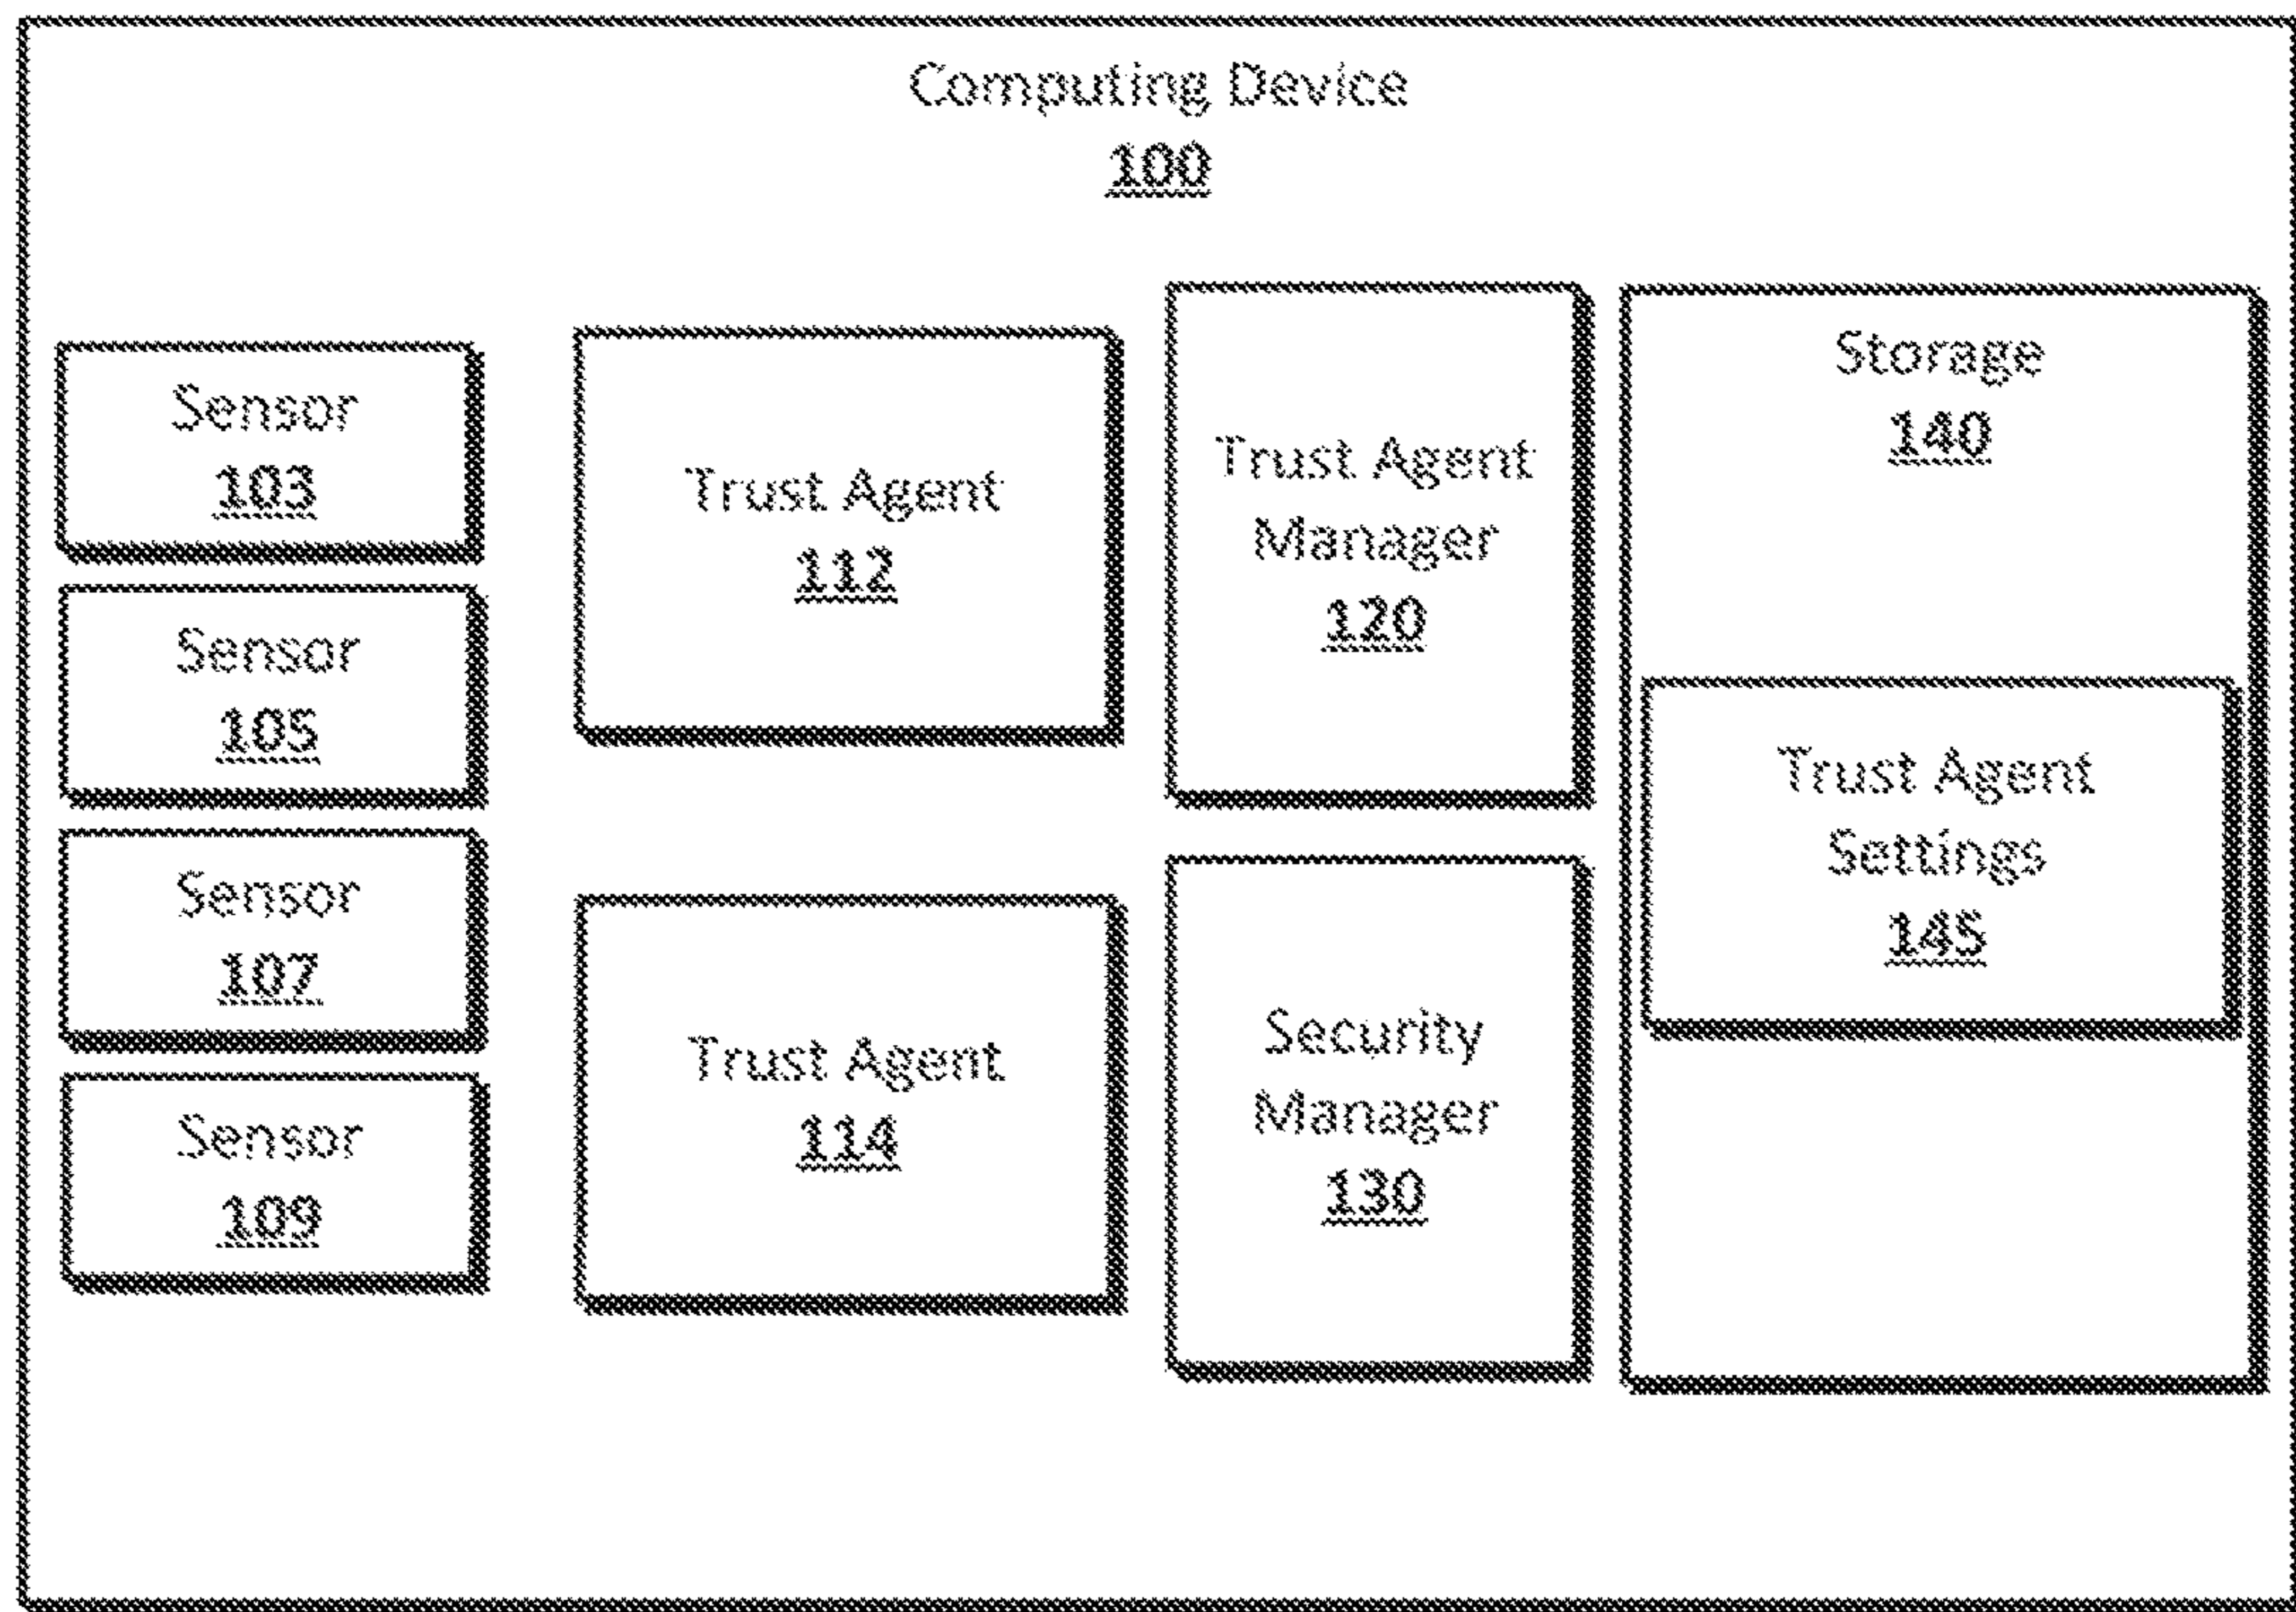 Computing Device
100
Sensor
103
Sensor
105
Sensor
107
Sensor
109
Trust Agent
112
Trust Agent
114
Trust Agent
Manager
120
Security
Manager
130
Storage
140
Trust Agent
Settings
145